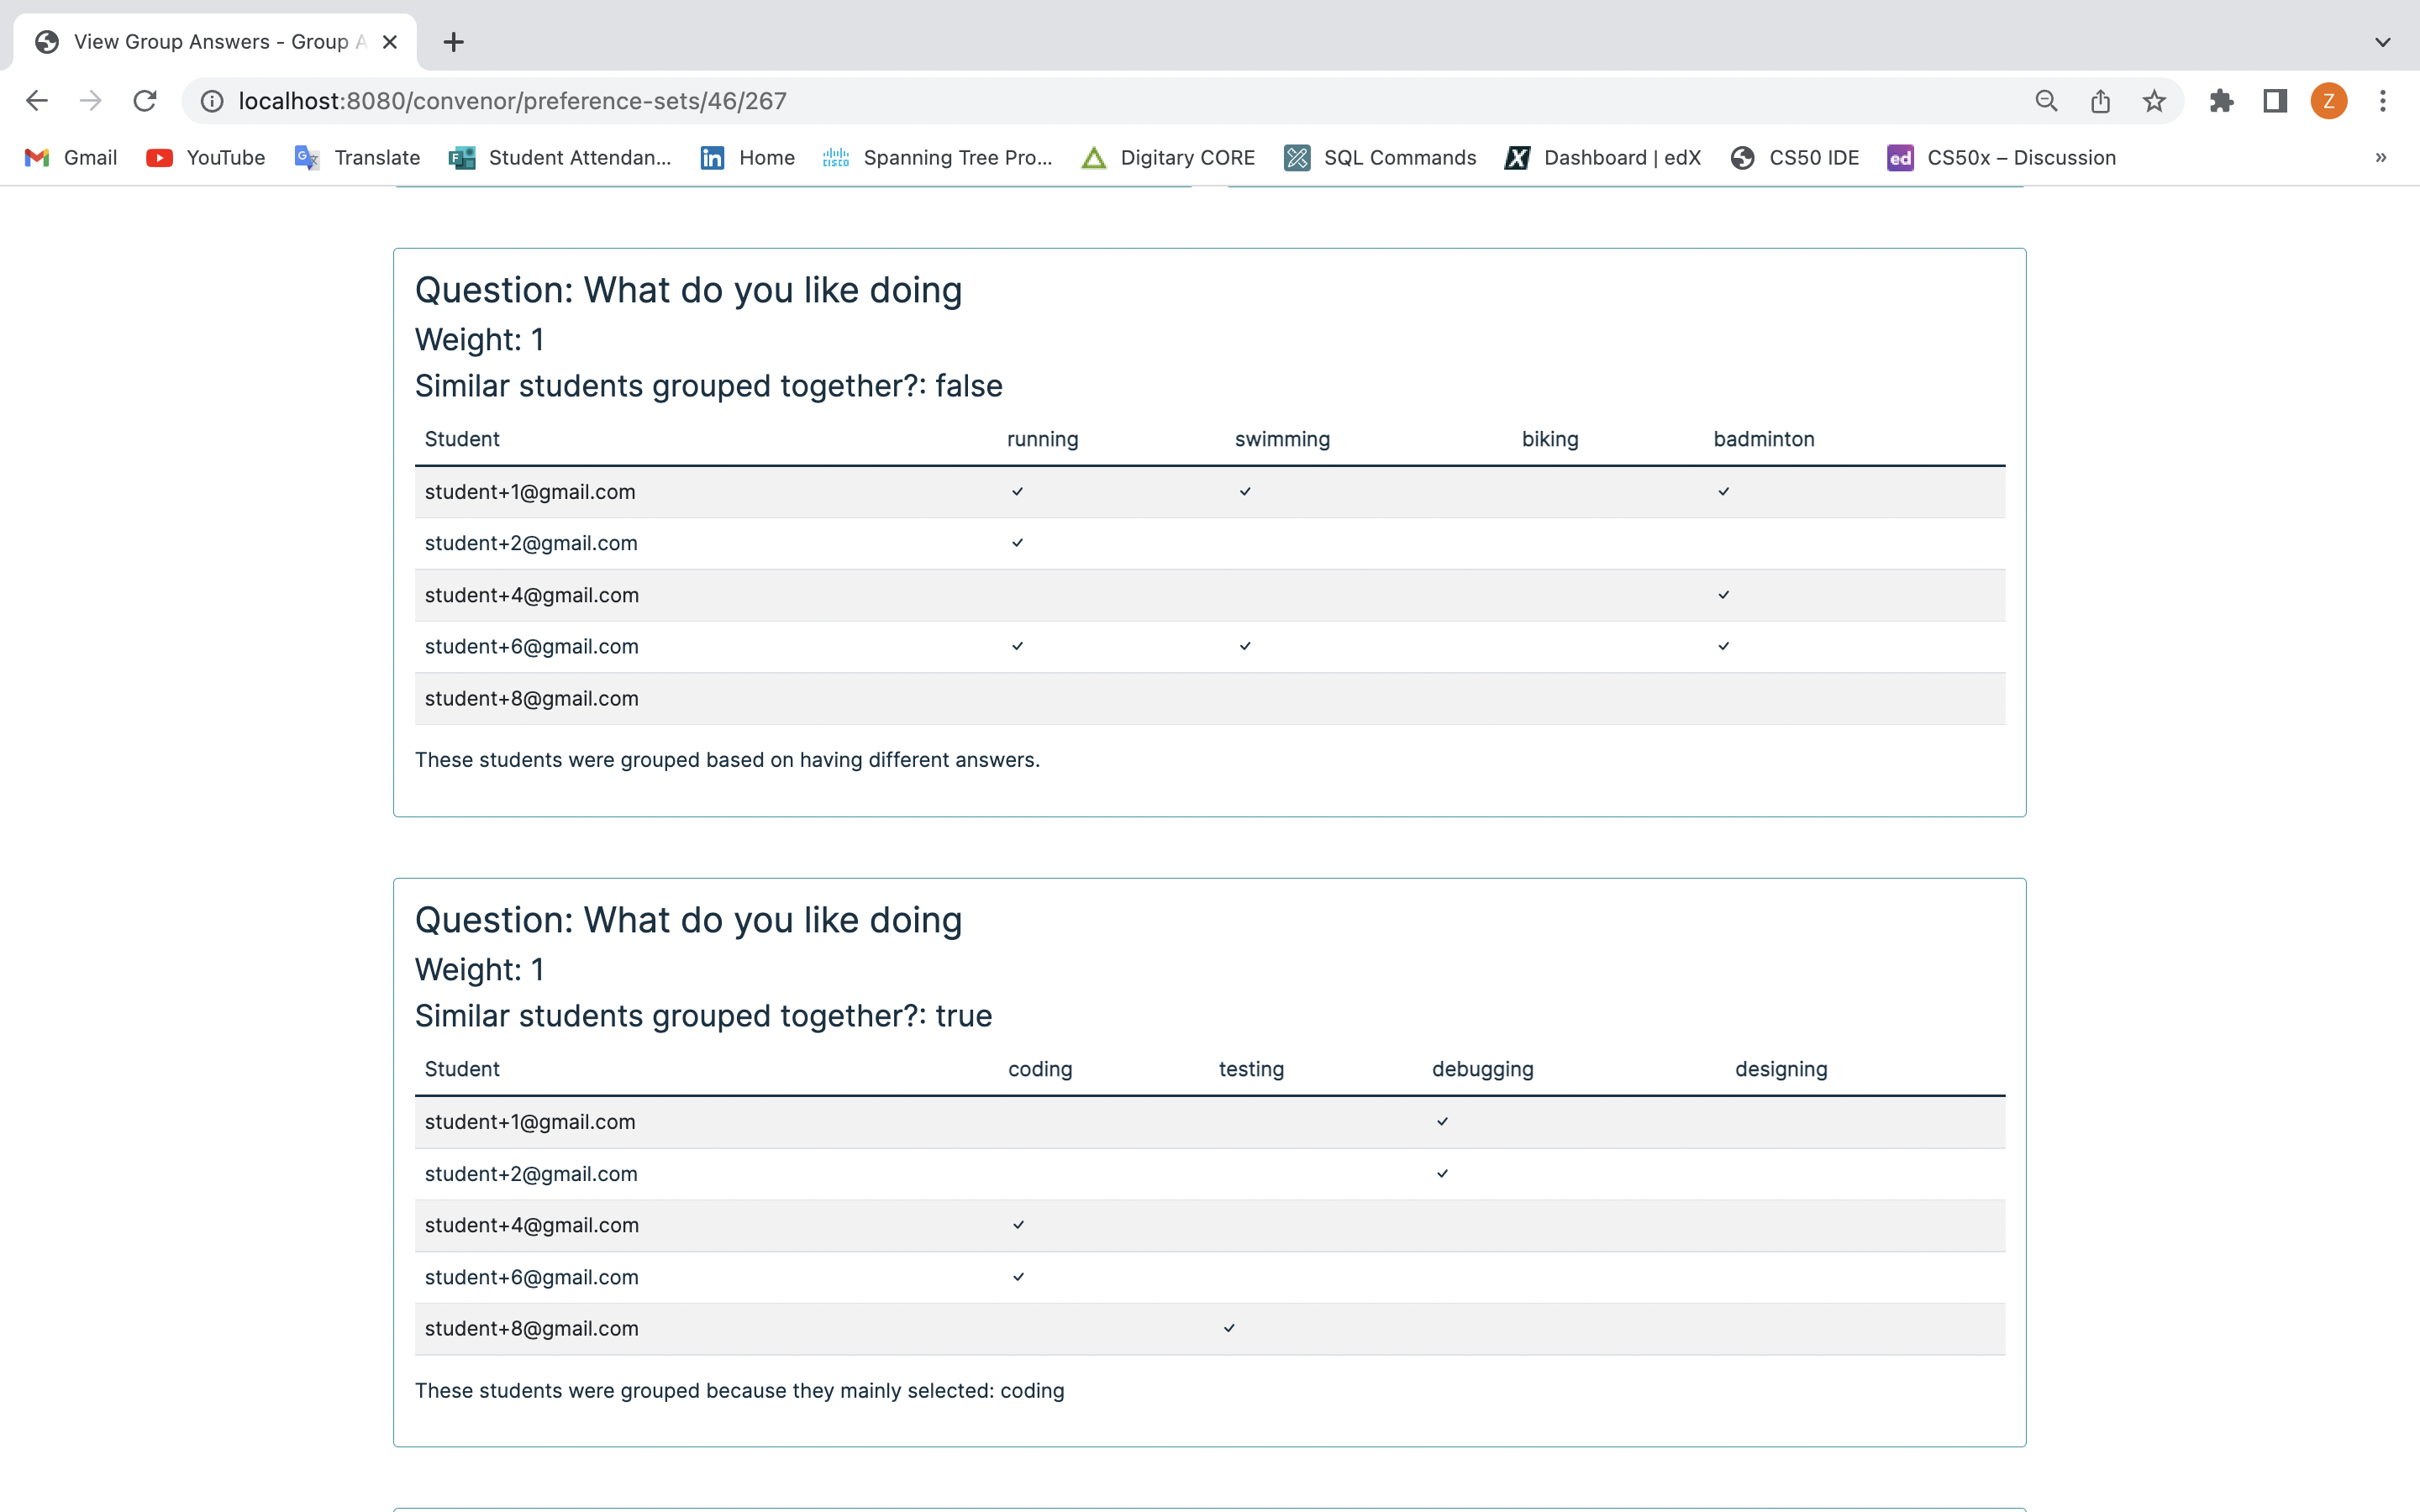 View Group Answers - Group A
localhost:8080/convenor/preference-sets/46/267
Z
Gmail YouTube Translate Student Attendan... Home Spanning Tree Pro... Digitary CORE SQL Commands Dashboard | edX CS50 IDE ed CS50x – Discussion »
Question: What do you like doing
Weight: 1
Similar students grouped together?: false
Student running swimming biking badminton
student+1@gmail.com ✓ ✓ ✓
student+2@gmail.com ✓
student+4@gmail.com ✓
student+6@gmail.com ✓ ✓ ✓
student+8@gmail.com
These students were grouped based on having different answers.
Question: What do you like doing
Weight: 1
Similar students grouped together?: true
Student coding testing debugging designing
student+1@gmail.com ✓
student+2@gmail.com ✓
student+4@gmail.com ✓
student+6@gmail.com ✓
student+8@gmail.com ✓
These students were grouped because they mainly selected: coding